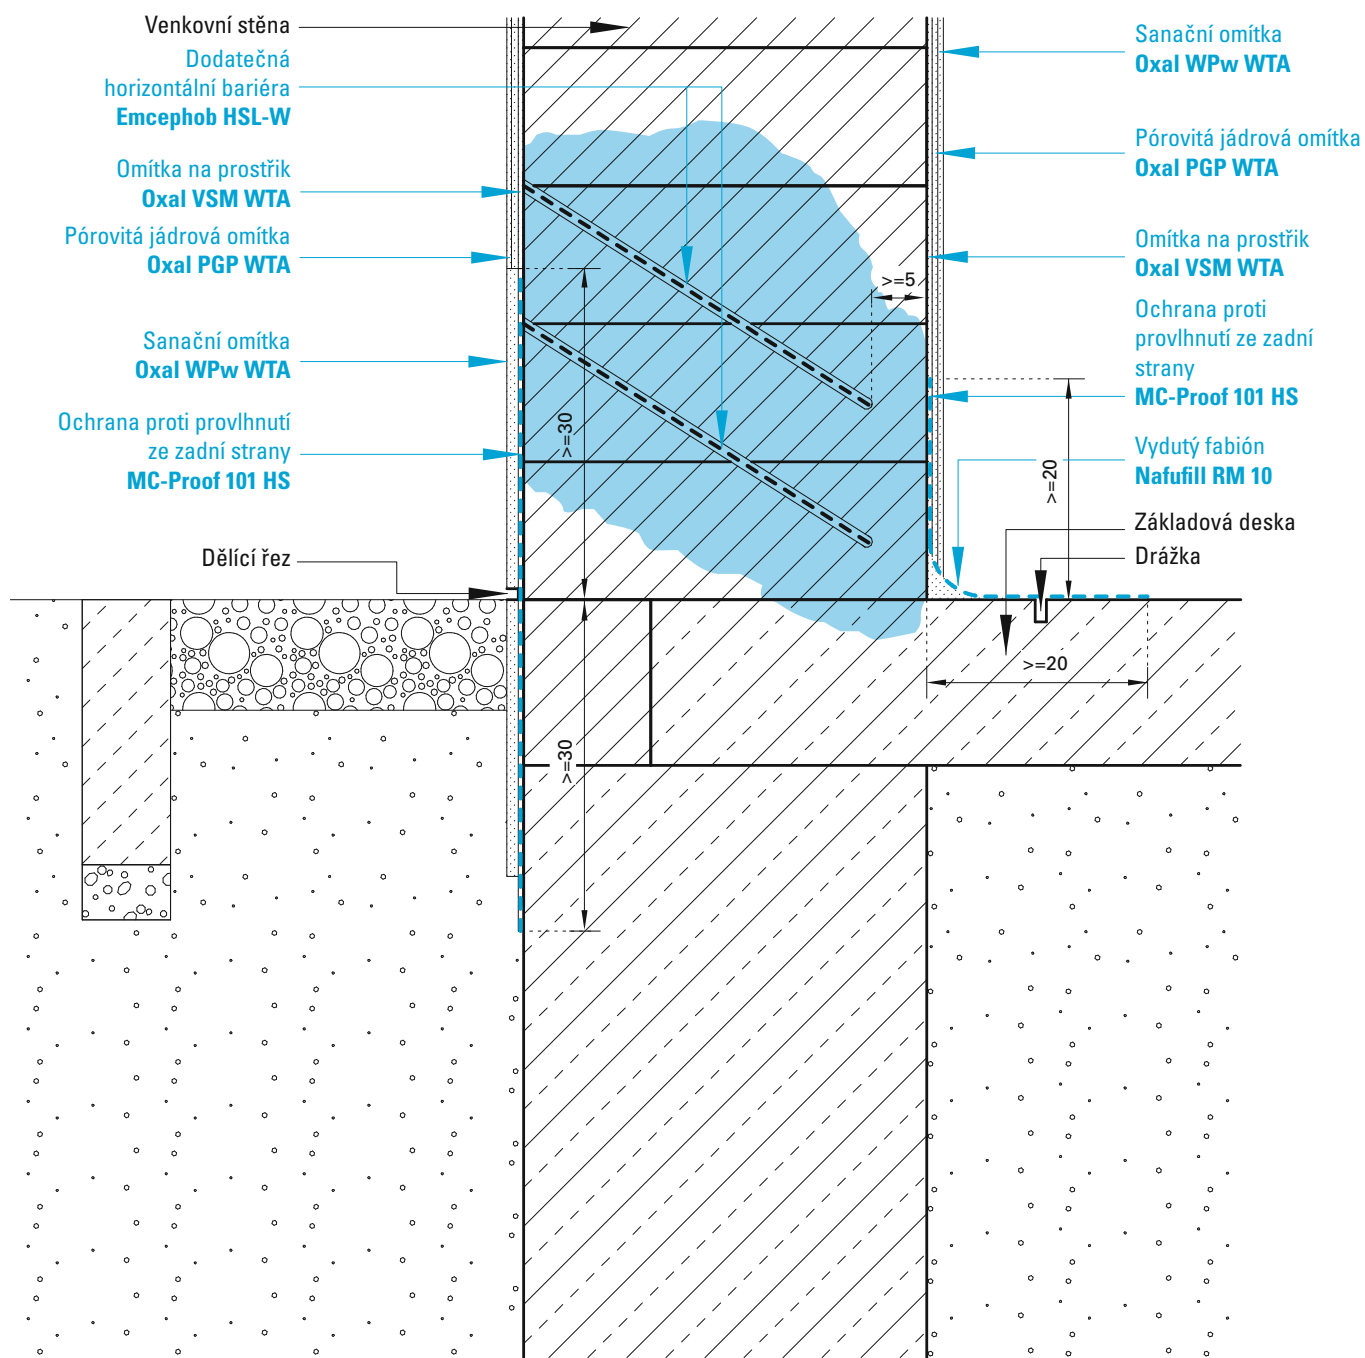 Venkovní stěna
Dodatečná
horizontální bariéra
Emcephob HSL-W
Omítka na prostřik
Oxal VSM WTA
Pórovitá jádrová omítka
Oxal PGP WTA
Sanační omítka
Oxal WPw WTA
Ochrana proti provlhnutí
ze zadní strany
MC-Proof 101 HS
Dělící řez
>=30
>=30
>=5
>=20
>=20
Sanační omítka
Oxal WPw WTA
Pórovitá jádrová omítka
Oxal PGP WTA
Omítka na prostřik
Oxal VSM WTA
Ochrana proti
provlhnutí ze zadní
strany
MC-Proof 101 HS
Vydutý fabión
Nafufill RM 10
Základová deska
Drážka